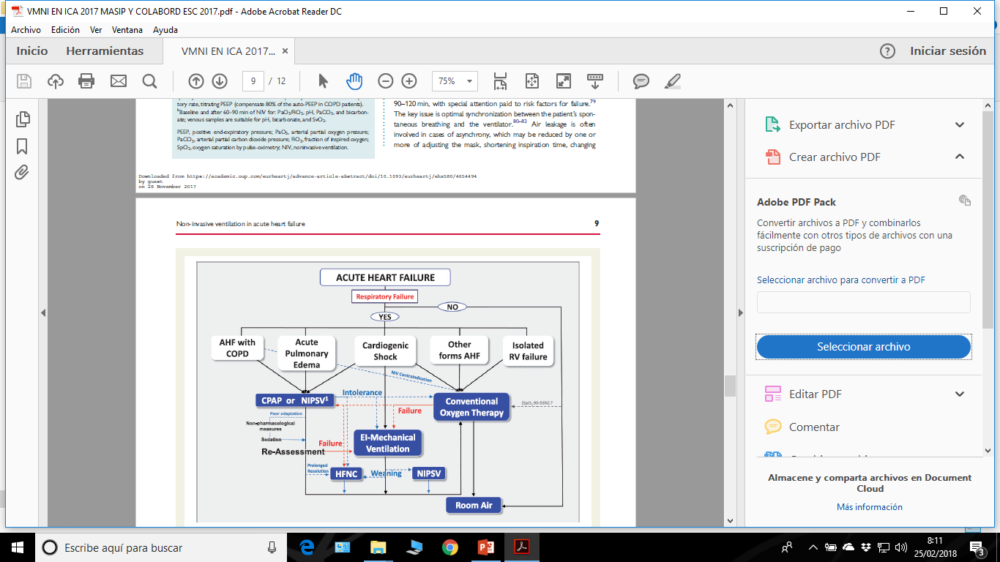 VMNI EN ICA 2017 MASIP Y COLABORD ESC 2017.pdf - Adobe Acrobat Reader DC
Archivo Edición Ver Ventana Ayuda
Inicio Herramientas VMNI EN ICA 2017... × Iniciar sesión
9 / 12 75%
tory rate, titrating PEEP (compensate 80% of the auto-PEEP in COPD patients).
bBaseline and after 60–90 min of NIV for: PaO2/FiO2, pH, PaCO2, and bicarbon-
ate; venous samples are suitable for pH, bicarbonate, and SvO2.
PEEP, positive end-expiratory pressure; PaO2, arterial partial oxygen pressure;
PaCO2, arterial partial carbon dioxide pressure; FiO2, fraction of inspired oxygen;
SpO2, oxygen saturation by pulse-oximetry; NIV, noninvasive ventilation.
90–120 min, with special attention paid to risk factors for failure.79
The key issue is optimal synchronization between the patient's spon-
taneous breathing and the ventilator.80–82 Air leakage is often
involved in cases of asynchrony, which may be reduced by one or
more of adjusting the mask, shortening inspiration time, changing
Downloaded from https://academic.oup.com/eurheartj/advance-article-abstract/doi/10.1093/eurheartj/ehx580/4654494
by guest
on 28 November 2017
Non-invasive ventilation in acute heart failure 9
ACUTE HEART FAILURE
Respiratory Failure
NO
YES
AHF with
COPD
Acute
Pulmonary
Edema
Cardiogenic
Shock
Other
forms AHF
Isolated
RV failure
NIV Contraindication
CPAP or NIPSV1
Intolerance
Conventional
Oxygen Therapy
(SpO2 90-93%) ?
Failure
Poor adaptation
Non-pharmacological
measures
Sedation
EI-Mechanical
Ventilation
Failure
Re-Assessment
Prolonged
Resolution
HFNC
Weaning
NIPSV
Room Air
Exportar archivo PDF
Crear archivo PDF
Adobe PDF Pack
Convertir archivos a PDF y combinarlos
fácilmente con otros tipos de archivos con una
suscripción de pago
Seleccionar archivo para convertir a PDF
Seleccionar archivo
Editar PDF
Comentar
Almacene y comparta archivos en Document
Cloud
Más información
Escribe aquí para buscar
8:11
25/02/2018
3